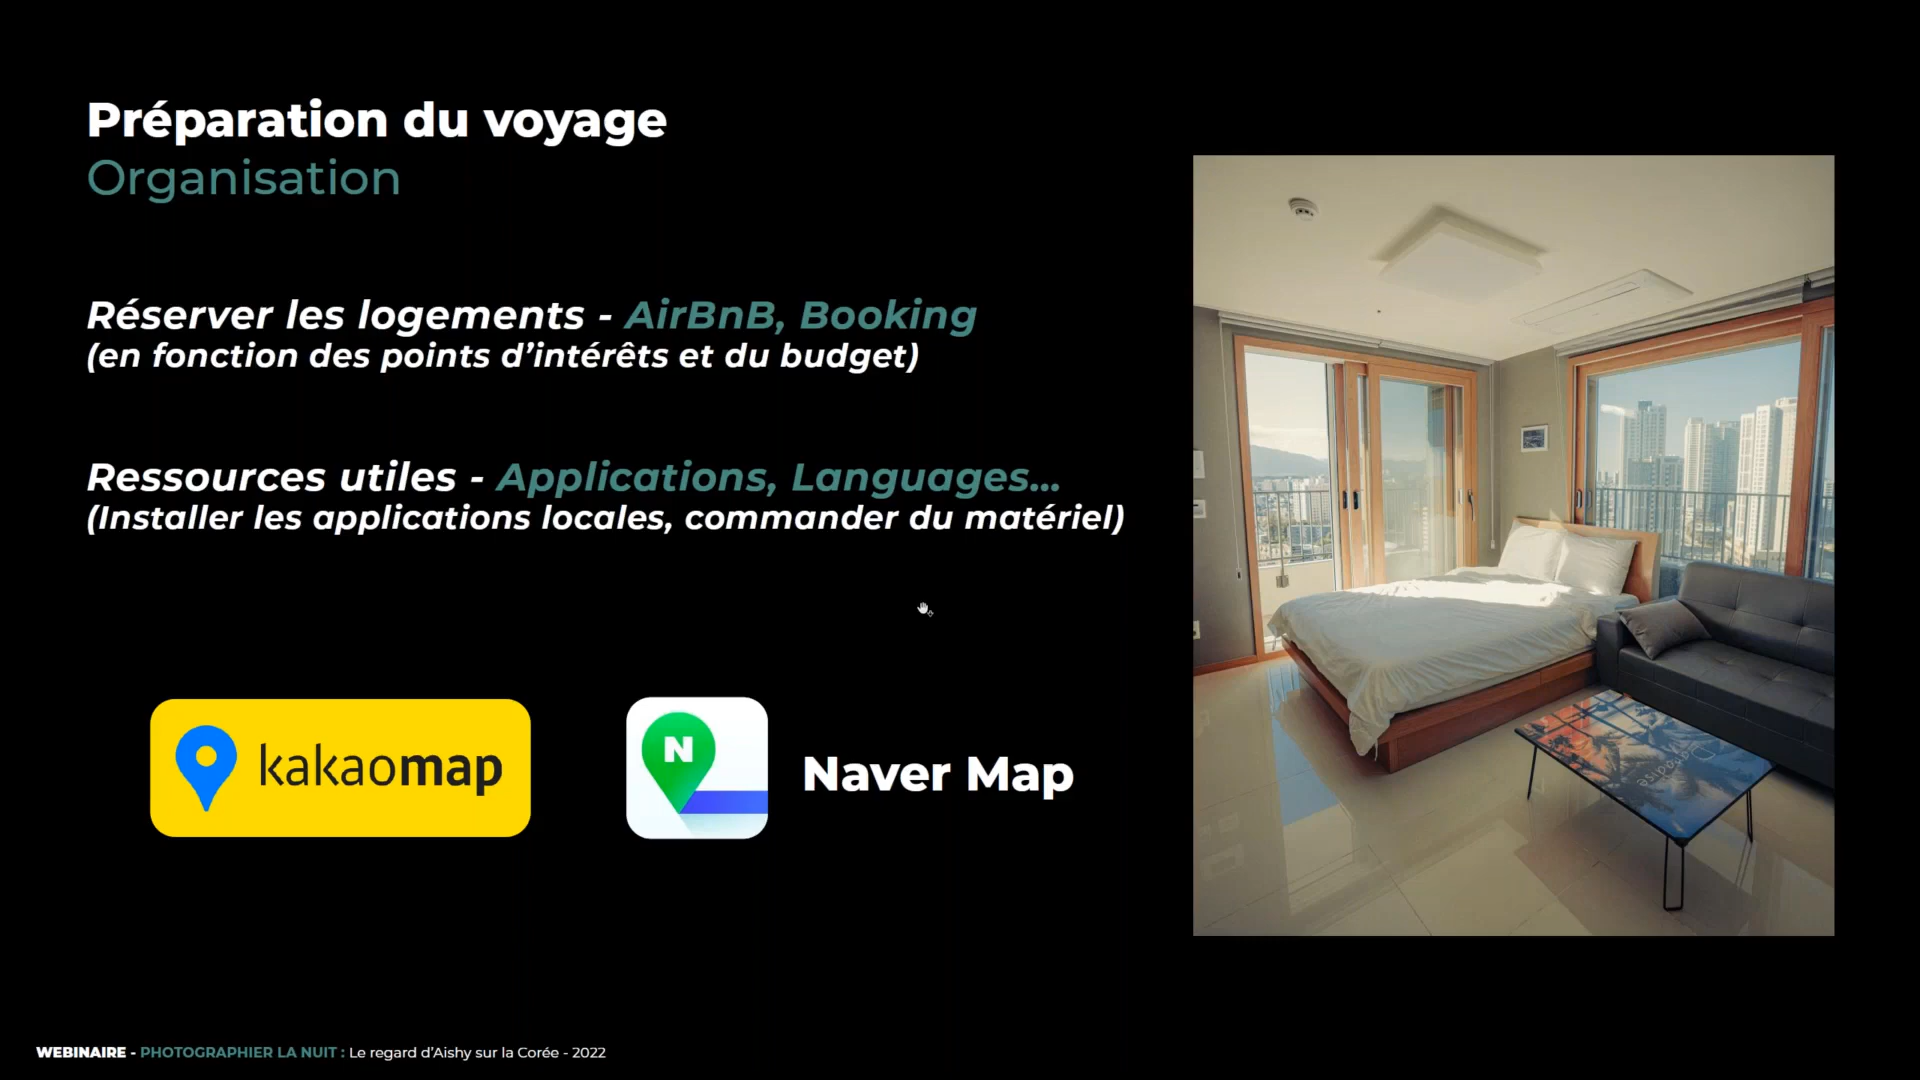 Préparation du voyage
Organisation
Réserver les logements - AirBnB, Booking
(en fonction des points d’intérêts et du budget)
Ressources utiles - Applications, Languages...
(Installer les applications locales, commander du matériel)
kakaomap
N
Naver Map
WEBINAIRE - PHOTOGRAPHIER LA NUIT : Le regard d’Aishy sur la Corée - 2022